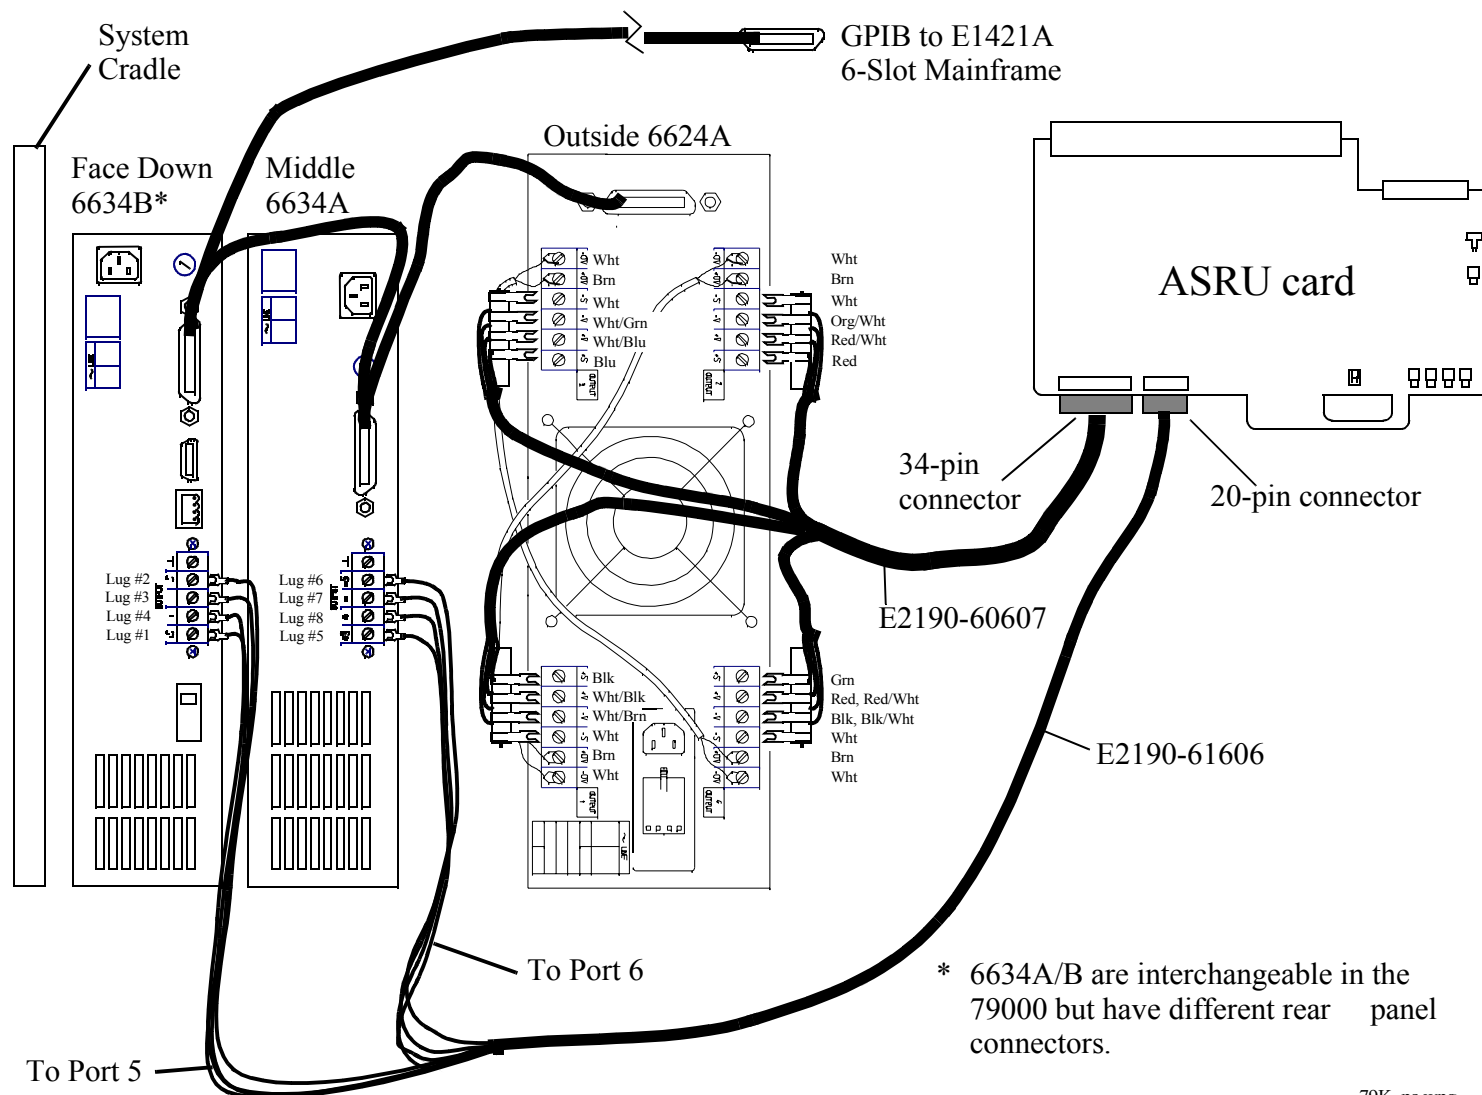 System
Cradle
GPIB to E1421A
6-Slot Mainframe
Outside 6624A
Face Down
6634B*
Middle
6634A
ASRU card
Wht
Brn
Wht
Wht/Grn
Wht/Blu
Blu
Wht
Brn
Wht
Org/Wht
Red/Wht
Red
34-pin
connector
20-pin connector
Lug #2
Lug #3
Lug #4
Lug #1
Lug #6
Lug #7
Lug #8
Lug #5
E2190-60607
Blk
Wht/Blk
Wht/Brn
Wht
Brn
Wht
Grn
Red, Red/Wht
Blk, Blk/Wht
Wht
Brn
Wht
E2190-61606
To Port 6
To Port 5
* 6634A/B are interchangeable in the
79000 but have different rear panel
connectors.